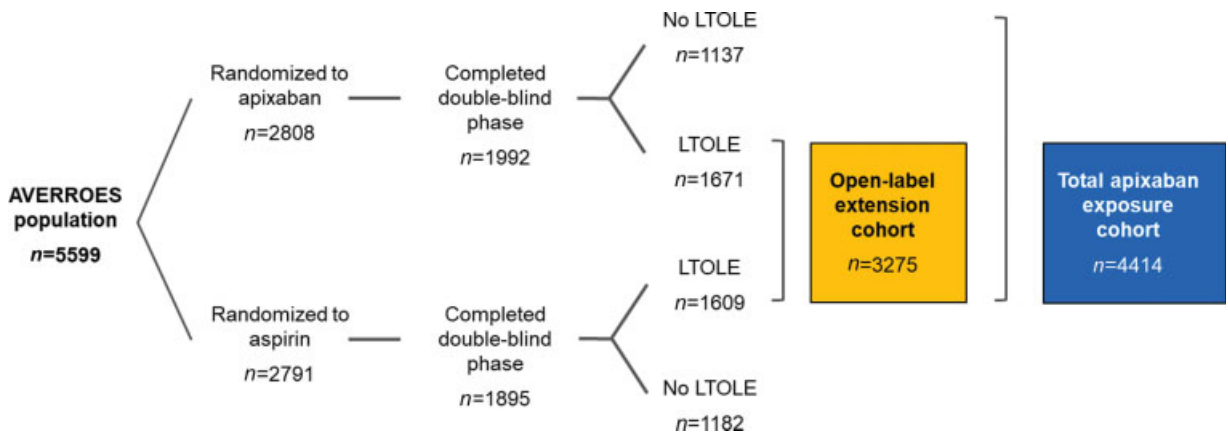 AVERROES
population
n=5599
Randomized to
apixaban
n=2808
Completed
double-blind
phase
n=1992
No LTOLE
n=1137
LTOLE
n=1671
Randomized to
aspirin
n=2791
Completed
double-blind
phase
n=1895
LTOLE
n=1609
No LTOLE
n=1182
Open-label
extension
cohort
n=3275
Total apixaban
exposure
cohort
n=4414